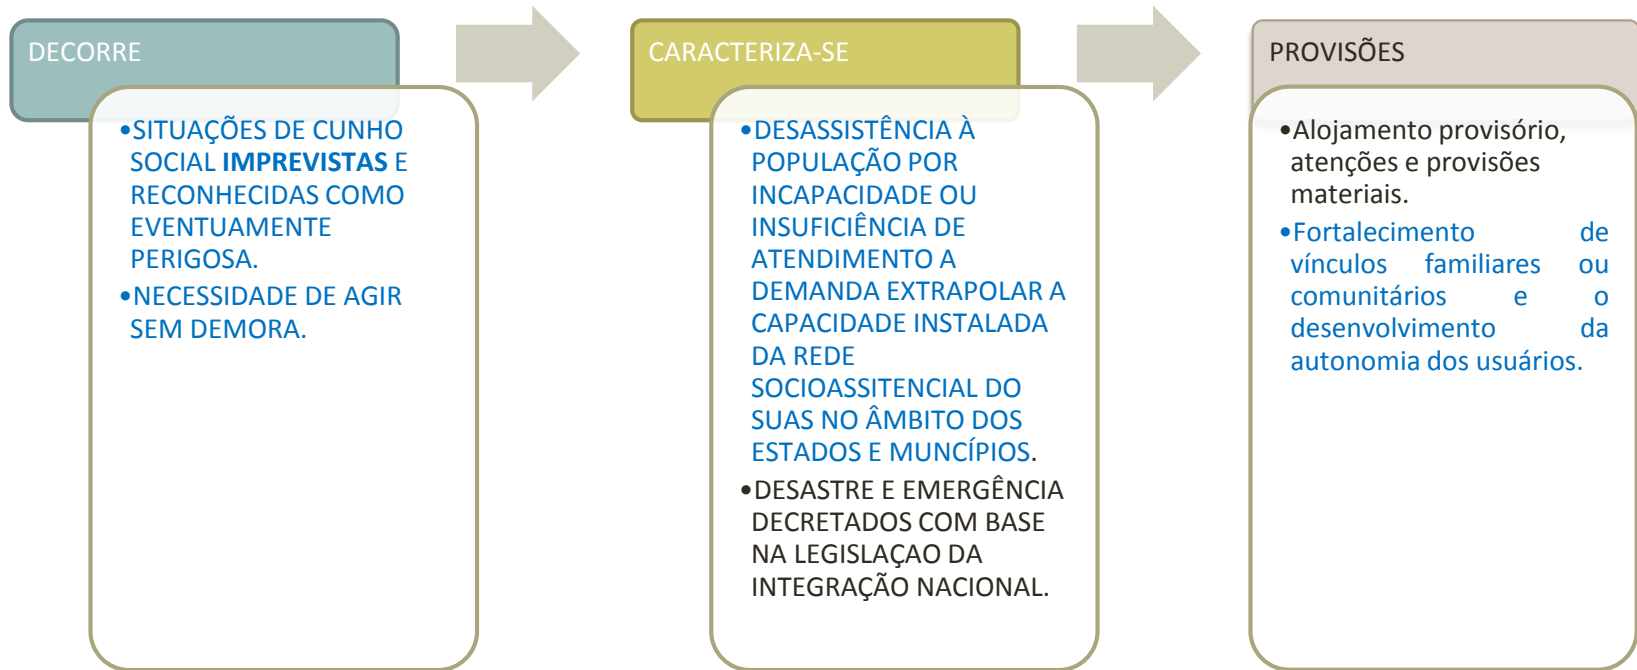 DECORRE
•SITUAÇÕES DE CUNHO
SOCIAL IMPREVISTAS E
RECONHECIDAS COMO
EVENTUAMENTE
PERIGOSA.
•NECESSIDADE DE AGIR
SEM DEMORA.
CARACTERIZA-SE
•DESASSISTÊNCIA À
POPULAÇÃO POR
INCAPACIDADE OU
INSUFICIÊNCIA DE
ATENDIMENTO A
DEMANDA EXTRAPOLAR A
CAPACIDADE INSTALADA
DA REDE
SOCIOASSITENCIAL DO
SUAS NO ÂMBITO DOS
ESTADOS E MUNCÍPIOS.
•DESASTRE E EMERGÊNCIA
DECRETADOS COM BASE
NA LEGISLAÇAO DA
INTEGRAÇÃO NACIONAL.
PROVISÕES
•Alojamento provisório,
atenções e provisões
materiais.
•Fortalecimento de
vínculos familiares ou
comunitários e o
desenvolvimento da
autonomia dos usuários.